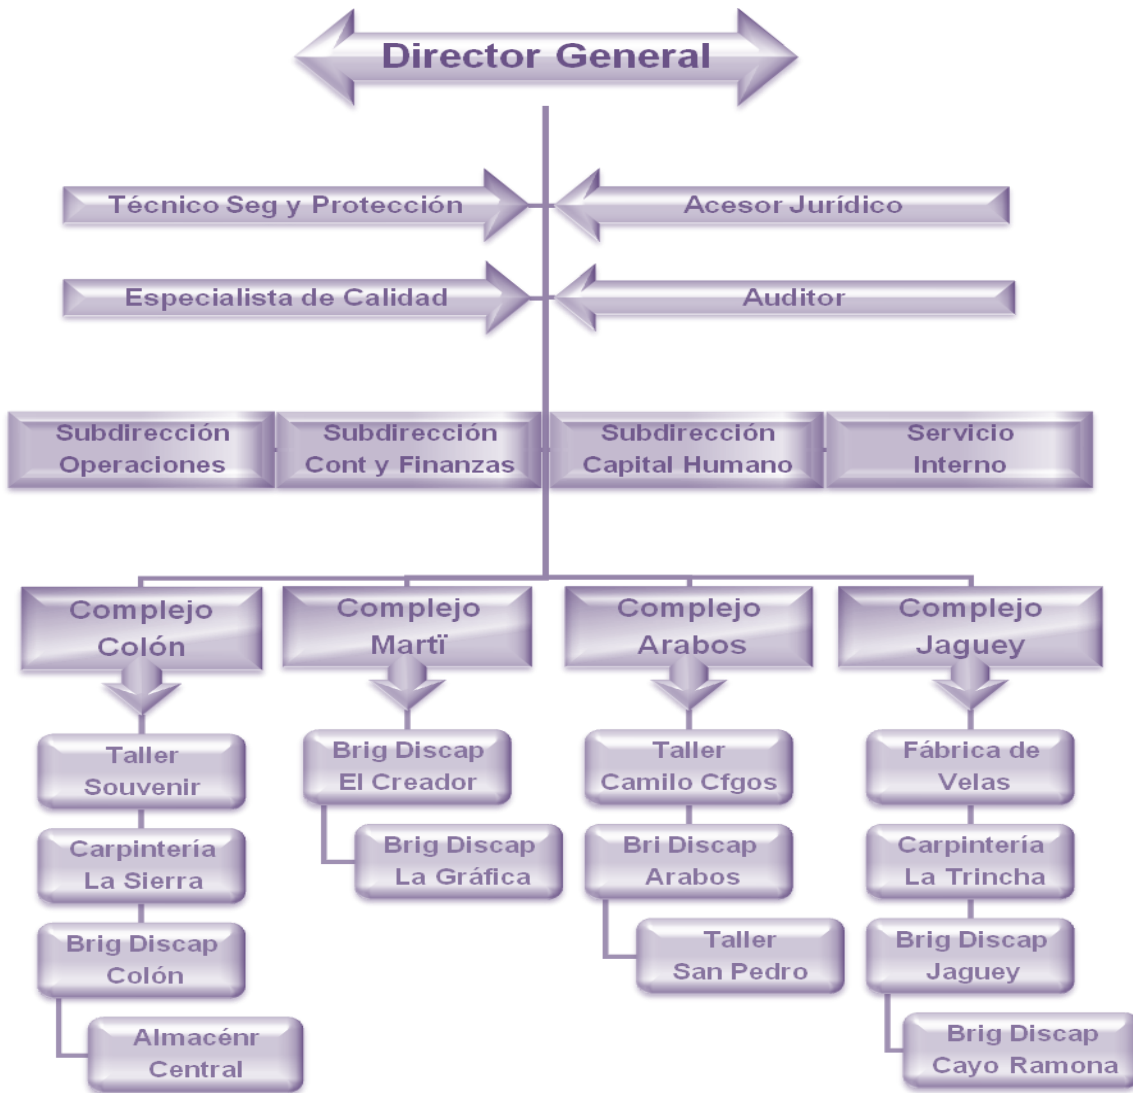 Director General
Técnico Seg y Protección
Acesor Jurídico
Especialista de Calidad
Auditor
Subdirección
Operaciones
Subdirección
Cont y Finanzas
Subdirección
Capital Humano
Servicio
Interno
Complejo
Colón
Complejo
Martï
Complejo
Arabos
Complejo
Jaguey
Taller
Souvenir
Carpintería
La Sierra
Brig Discap
Colón
Almacénr
Central
Brig Discap
El Creador
Brig Discap
La Gráfica
Taller
Camilo Cfgos
Bri Discap
Arabos
Taller
San Pedro
Fábrica de
Velas
Carpintería
La Trincha
Brig Discap
Jaguey
Brig Discap
Cayo Ramona